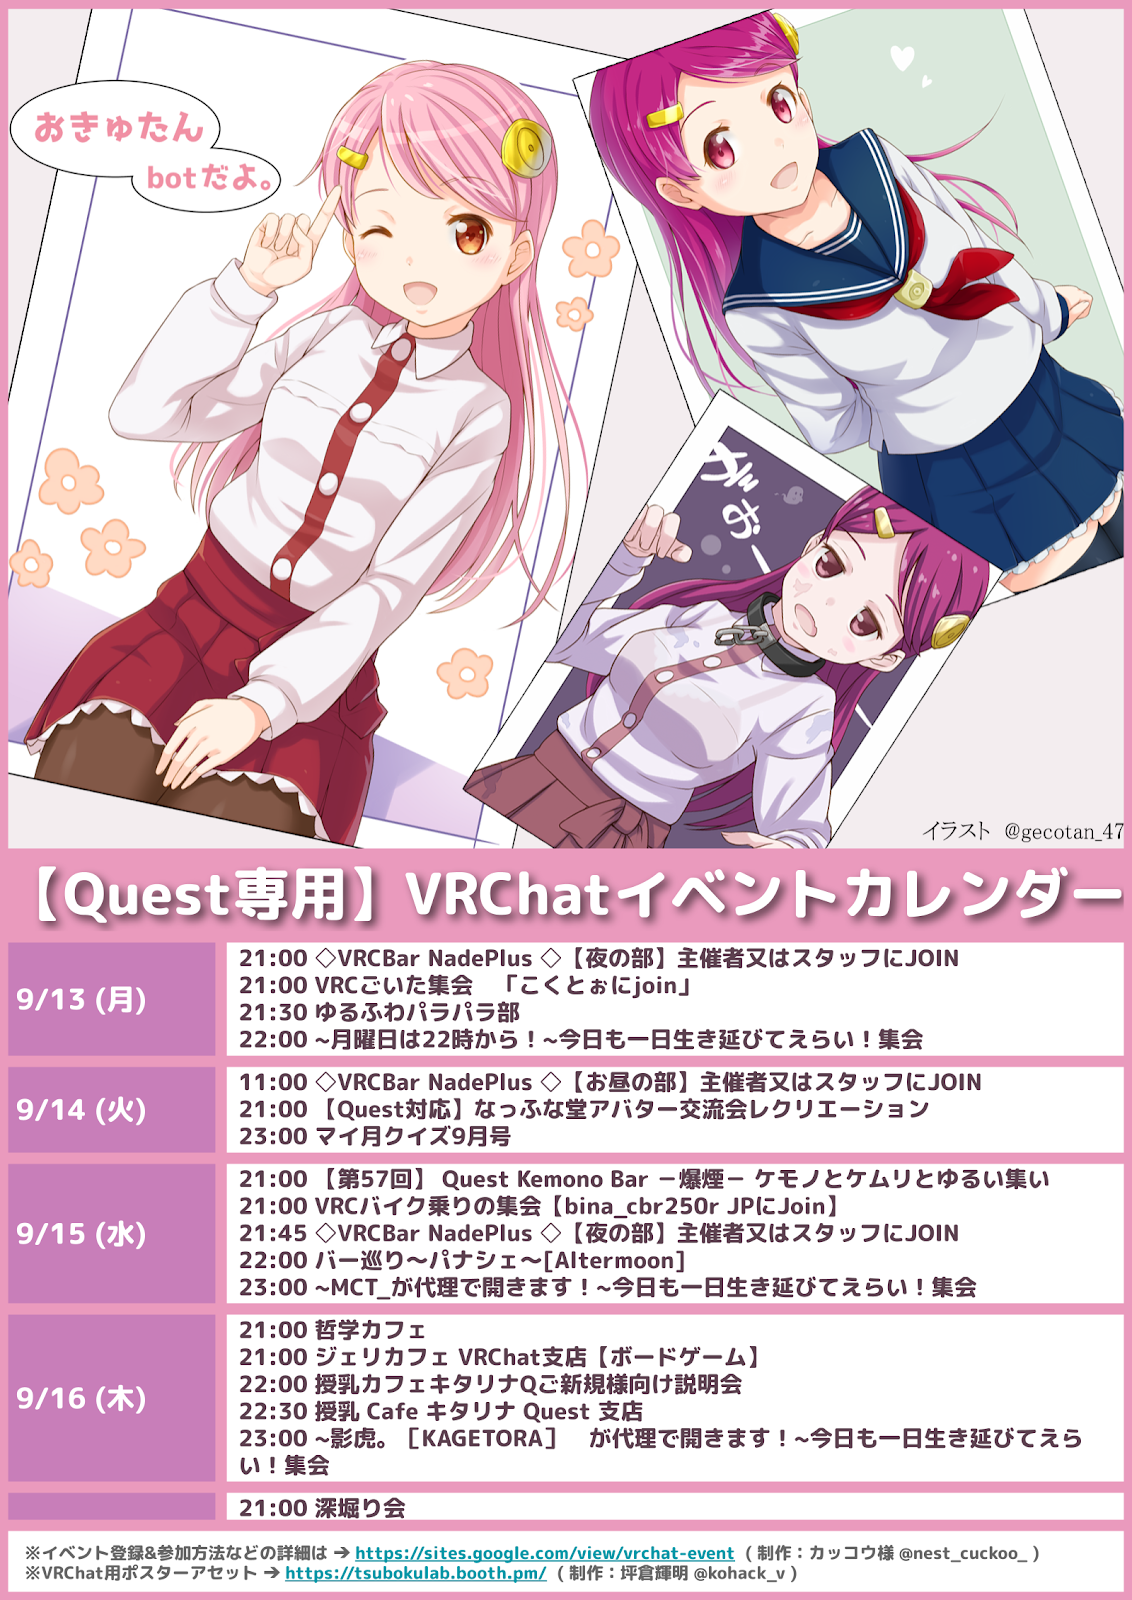 おきゅたん
botだよ。
がおー
イラスト @gecotan_47
【Quest専用】VRChatイベントカレンダー
9/13 (月)
21:00 ◇VRCBar NadePlus ◇【夜の部】主催者又はスタッフにJOIN
21:00 VRCごいた集会　「こくとぉにjoin」
21:30 ゆるふわパラパラ部
22:00 ~月曜日は22時から！~今日も一日生き延びてえらい！集会
9/14 (火)
11:00 ◇VRCBar NadePlus ◇【お昼の部】主催者又はスタッフにJOIN
21:00 【Quest対応】なっふな堂アバター交流会レクリエーション
23:00 マイ月クイズ9月号
9/15 (水)
21:00 【第57回】 Quest Kemono Bar －爆煙－ ケモノとケムリとゆるい集い
21:00 VRCバイク乗りの集会【bina_cbr250r JPにJoin】
21:45 ◇VRCBar NadePlus ◇【夜の部】主催者又はスタッフにJOIN
22:00 バー巡り～パナシェ～[Altermoon]
23:00 ~MCT_が代理で開きます！~今日も一日生き延びてえらい！集会
9/16 (木)
21:00 哲学カフェ
21:00 ジェリカフェ VRChat支店【ボードゲーム】
22:00 授乳カフェキタリナQご新規様向け説明会
22:30 授乳 Cafe キタリナ Quest 支店
23:00 ~影虎。［KAGETORA］　が代理で開きます！~今日も一日生き延びてえら
い！集会
21:00 深堀り会
※イベント登録&参加方法などの詳細は → https://sites.google.com/view/vrchat-event ( 制作：カッコウ様 @nest_cuckoo_ )
※VRChat用ポスターアセット → https://tsubokulab.booth.pm/ ( 制作：坪倉輝明 @kohack_v )